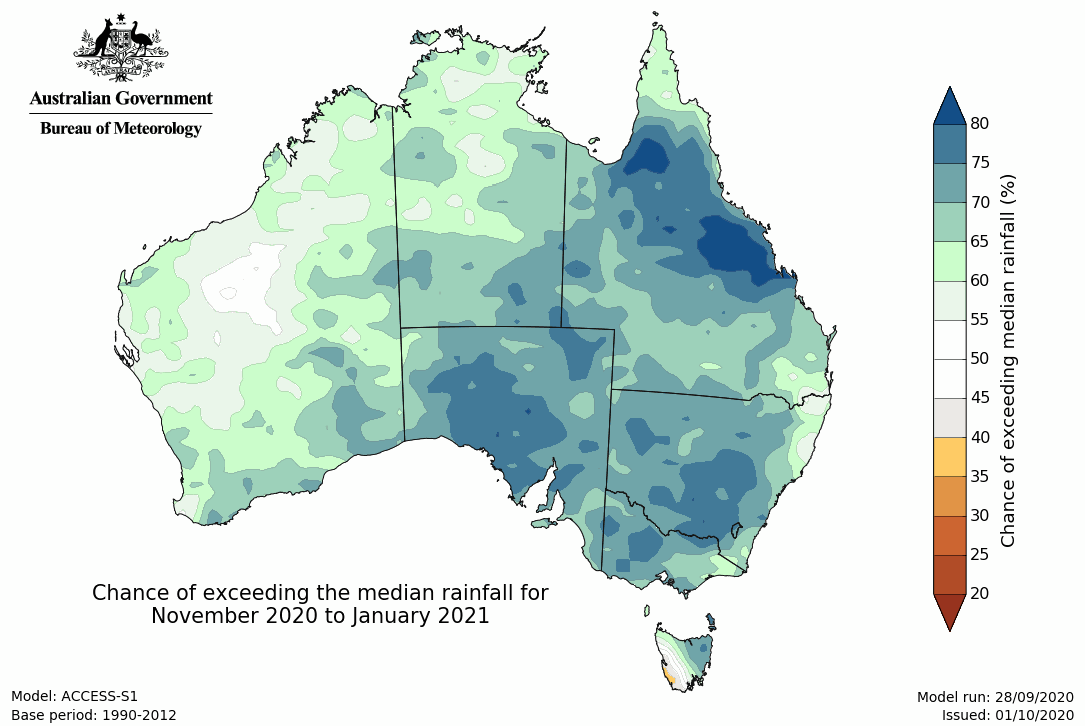 AUSTRALIA
Australian Government
Bureau of Meteorology
80
75
70
65
60
55
50
45
40
35
30
25
20
Chance of exceeding median rainfall (%)
Chance of exceeding the median rainfall for
November 2020 to January 2021
Model: ACCESS-S1
Base period: 1990-2012
Model run: 28/09/2020
Issued: 01/10/2020